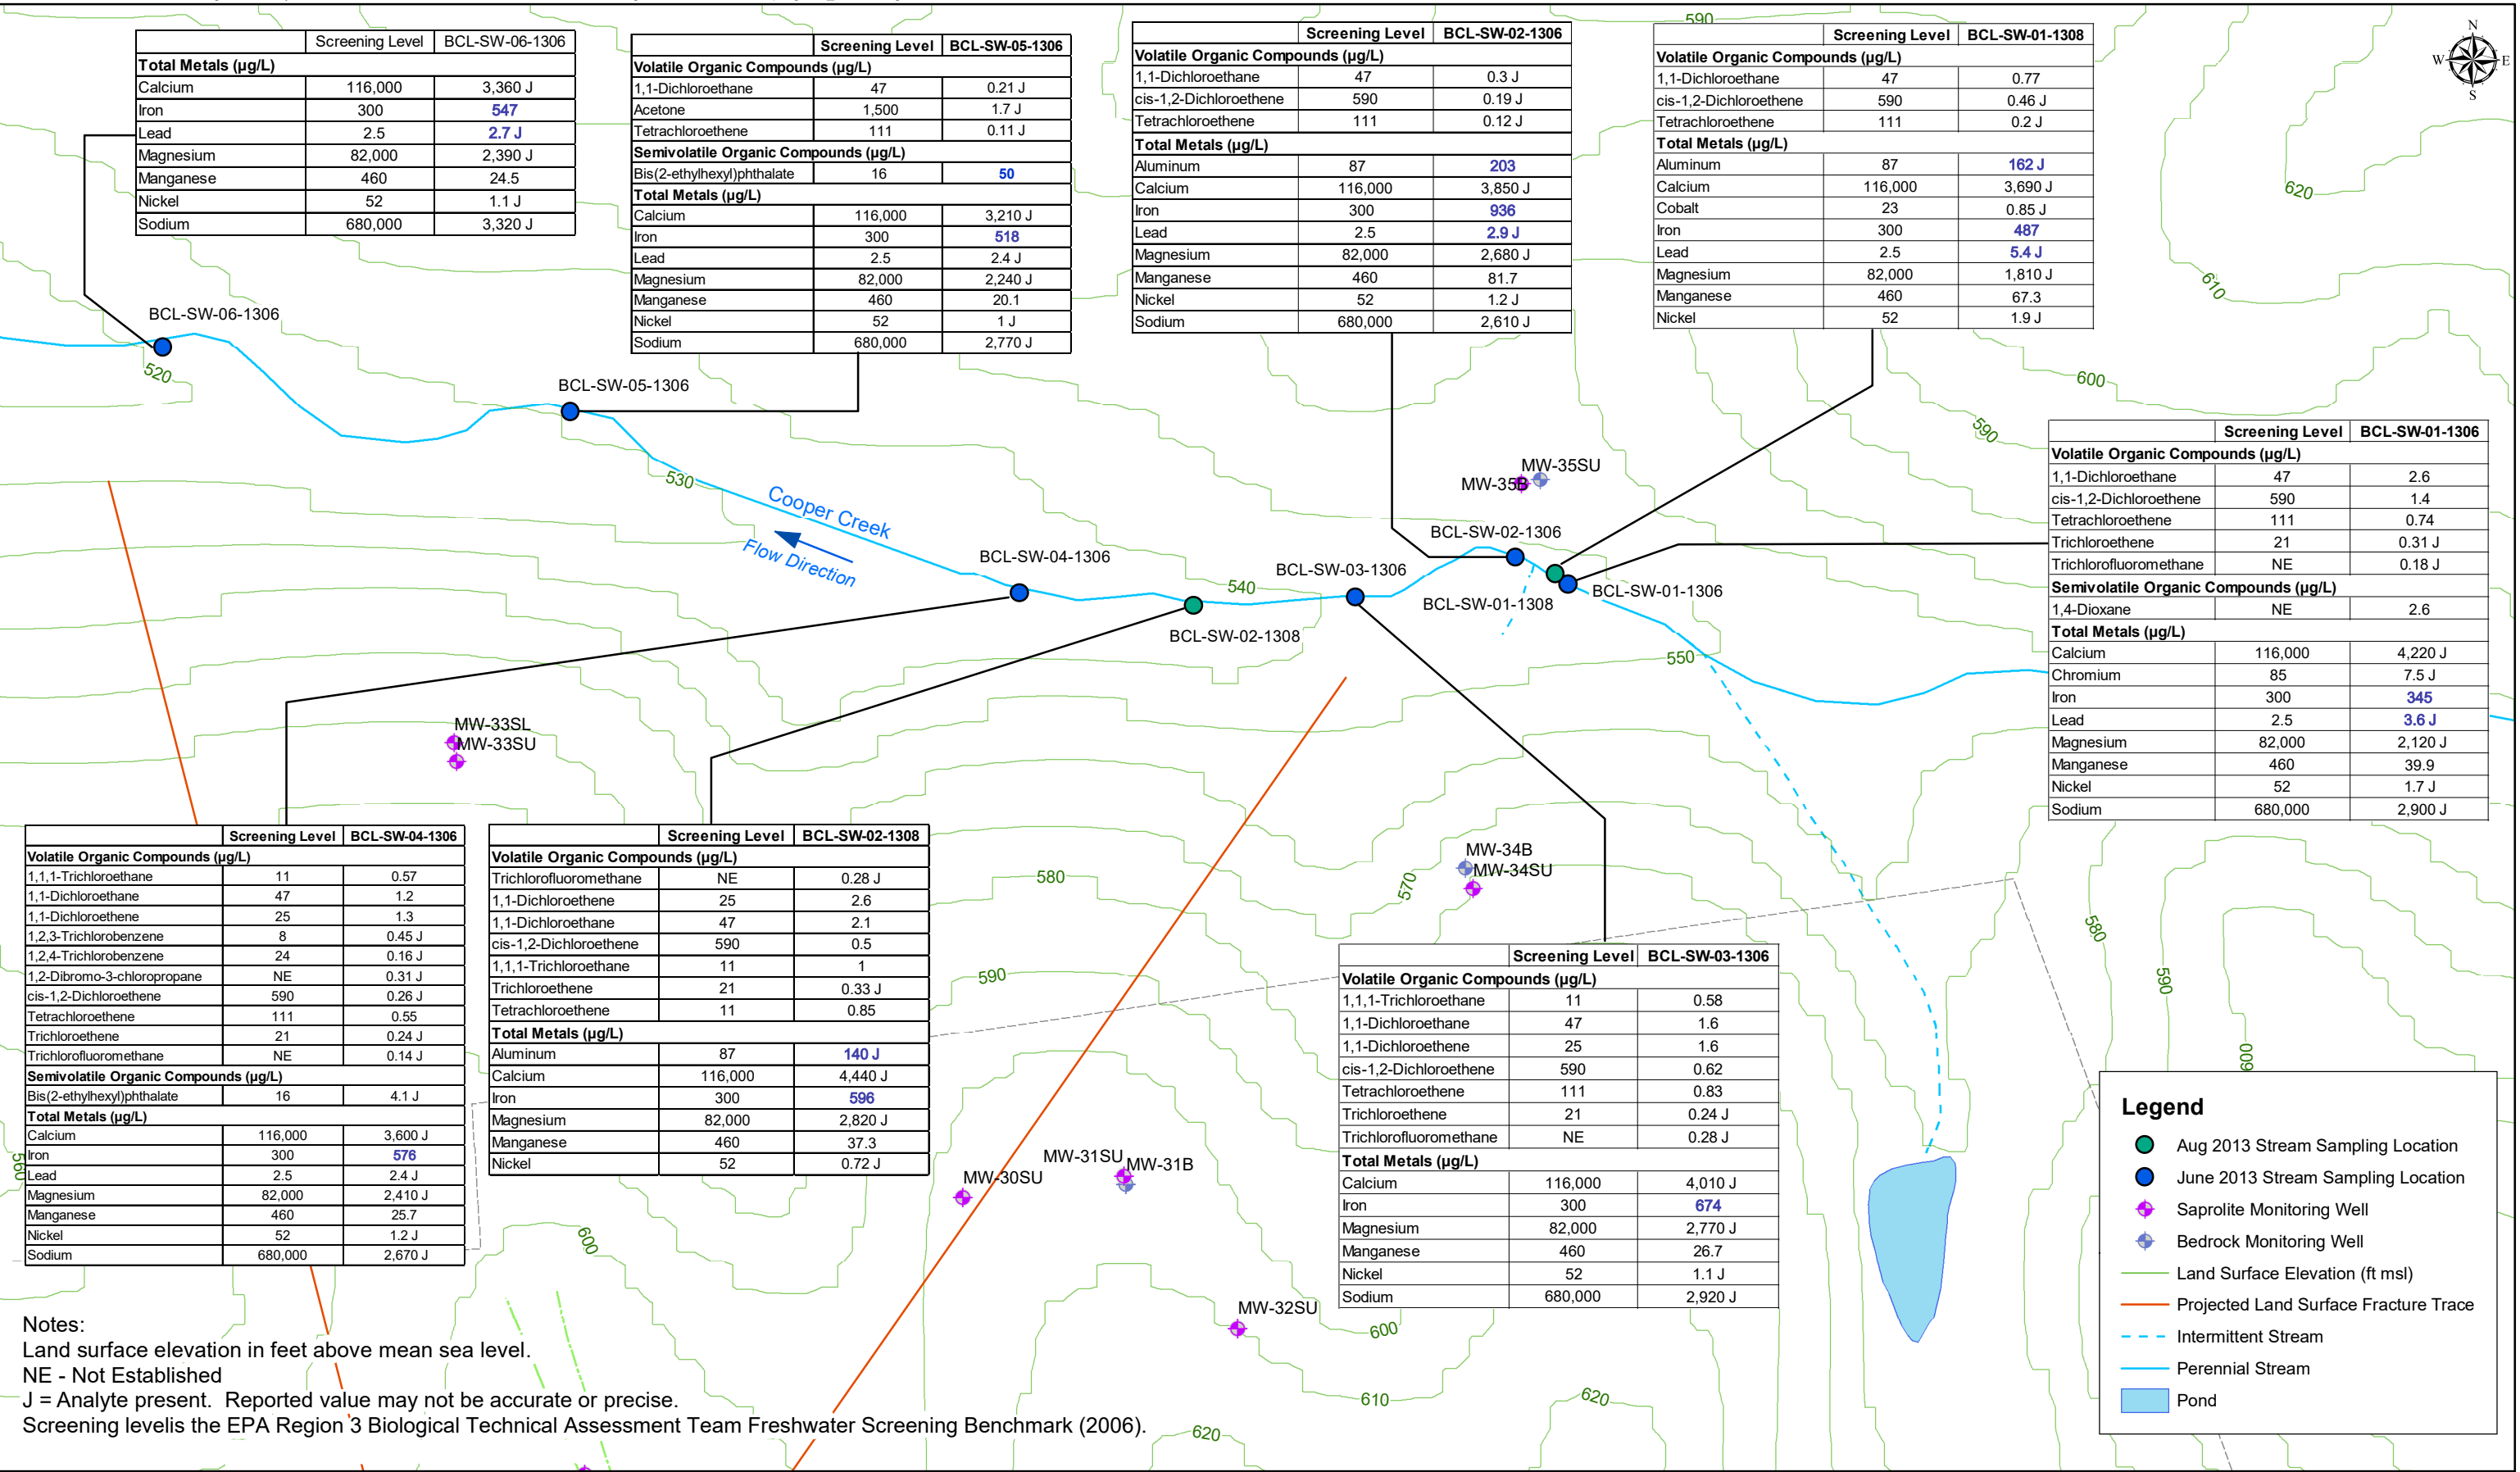 Screening Level BCL-SW-06-1306
Total Metals (µg/L)
Calcium 116,000 3,360 J
Iron 300 547
Lead 2.5 2.7 J
Magnesium 82,000 2,390 J
Manganese 460 24.5
Nickel 52 1.1 J
Sodium 680,000 3,320 J
Screening Level BCL-SW-05-1306
Volatile Organic Compounds (µg/L)
1,1-Dichloroethane 47 0.21 J
Acetone 1,500 1.7 J
Tetrachloroethene 111 0.11 J
Semivolatile Organic Compounds (µg/L)
Bis(2-ethylhexyl)phthalate 16 50
Total Metals (µg/L)
Calcium 116,000 3,210 J
Iron 300 518
Lead 2.5 2.4 J
Magnesium 82,000 2,240 J
Manganese 460 20.1
Nickel 52 1 J
Sodium 680,000 2,770 J
Screening Level BCL-SW-02-1306
Volatile Organic Compounds (µg/L)
1,1-Dichloroethane 47 0.3 J
cis-1,2-Dichloroethene 590 0.19 J
Tetrachloroethene 111 0.12 J
Total Metals (µg/L)
Aluminum 87 203
Calcium 116,000 3,850 J
Iron 300 936
Lead 2.5 2.9 J
Magnesium 82,000 2,680 J
Manganese 460 81.7
Nickel 52 1.2 J
Sodium 680,000 2,610 J
590
Screening Level BCL-SW-01-1308
Volatile Organic Compounds (µg/L)
1,1-Dichloroethane 47 0.77
cis-1,2-Dichloroethene 590 0.46 J
Tetrachloroethene 111 0.2 J
Total Metals (µg/L)
Aluminum 87 162 J
Calcium 116,000 3,690 J
Cobalt 23 0.85 J
Iron 300 487
Lead 2.5 5.4 J
Magnesium 82,000 1,810 J
Manganese 460 67.3
Nickel 52 1.9 J
N
W E
S
620
610
600
590
BCL-SW-06-1306
520
BCL-SW-05-1306
530
Cooper Creek
Flow Direction
MW-35SU
MW-35B
BCL-SW-02-1306
BCL-SW-04-1306
BCL-SW-03-1306
540
BCL-SW-01-1308
BCL-SW-01-1306
BCL-SW-02-1308
550
Screening Level BCL-SW-01-1306
Volatile Organic Compounds (µg/L)
1,1-Dichloroethane 47 2.6
cis-1,2-Dichloroethene 590 1.4
Tetrachloroethene 111 0.74
Trichloroethene 21 0.31 J
Trichlorofluoromethane NE 0.18 J
Semivolatile Organic Compounds (µg/L)
1,4-Dioxane NE 2.6
Total Metals (µg/L)
Calcium 116,000 4,220 J
Chromium 85 7.5 J
Iron 300 345
Lead 2.5 3.6 J
Magnesium 82,000 2,120 J
Manganese 460 39.9
Nickel 52 1.7 J
Sodium 680,000 2,900 J
MW-33SL
MW-33SU
Screening Level BCL-SW-04-1306
Volatile Organic Compounds (µg/L)
1,1,1-Trichloroethane 11 0.57
1,1-Dichloroethane 47 1.2
1,1-Dichloroethene 25 1.3
1,2,3-Trichlorobenzene 8 0.45 J
1,2,4-Trichlorobenzene 24 0.16 J
1,2-Dibromo-3-chloropropane NE 0.31 J
cis-1,2-Dichloroethene 590 0.26 J
Tetrachloroethene 111 0.55
Trichloroethene 21 0.24 J
Trichlorofluoromethane NE 0.14 J
Semivolatile Organic Compounds (µg/L)
Bis(2-ethylhexyl)phthalate 16 4.1 J
Total Metals (µg/L)
Calcium 116,000 3,600 J
Iron 300 576
Lead 2.5 2.4 J
Magnesium 82,000 2,410 J
Manganese 460 25.7
Nickel 52 1.2 J
Sodium 680,000 2,670 J
560
Screening Level BCL-SW-02-1308
Volatile Organic Compounds (µg/L)
Trichlorofluoromethane NE 0.28 J
1,1-Dichloroethene 25 2.6
1,1-Dichloroethane 47 2.1
cis-1,2-Dichloroethene 590 0.5
1,1,1-Trichloroethane 11 1
Trichloroethene 21 0.33 J
Tetrachloroethene 11 0.85
Total Metals (µg/L)
Aluminum 87 140 J
Calcium 116,000 4,440 J
Iron 300 596
Magnesium 82,000 2,820 J
Manganese 460 37.3
Nickel 52 0.72 J
580
590
MW-34B
MW-34SU
570
Screening Level BCL-SW-03-1306
Volatile Organic Compounds (µg/L)
1,1,1-Trichloroethane 11 0.58
1,1-Dichloroethane 47 1.6
1,1-Dichloroethene 25 1.6
cis-1,2-Dichloroethene 590 0.62
Tetrachloroethene 111 0.83
Trichloroethene 21 0.24 J
Trichlorofluoromethane NE 0.28 J
Total Metals (µg/L)
Calcium 116,000 4,010 J
Iron 300 674
Magnesium 82,000 2,770 J
Manganese 460 26.7
Nickel 52 1.1 J
Sodium 680,000 2,920 J
580
590
600
MW-30SU
MW-31SU
MW-31B
MW-32SU
600
600
610
620
620
Legend
Aug 2013 Stream Sampling Location
June 2013 Stream Sampling Location
Saprolite Monitoring Well
Bedrock Monitoring Well
Land Surface Elevation (ft msl)
Projected Land Surface Fracture Trace
Intermittent Stream
Perennial Stream
Pond
Notes:
Land surface elevation in feet above mean sea level.
NE - Not Established
J = Analyte present. Reported value may not be accurate or precise.
Screening levelis the EPA Region 3 Biological Technical Assessment Team Freshwater Screening Benchmark (2006).